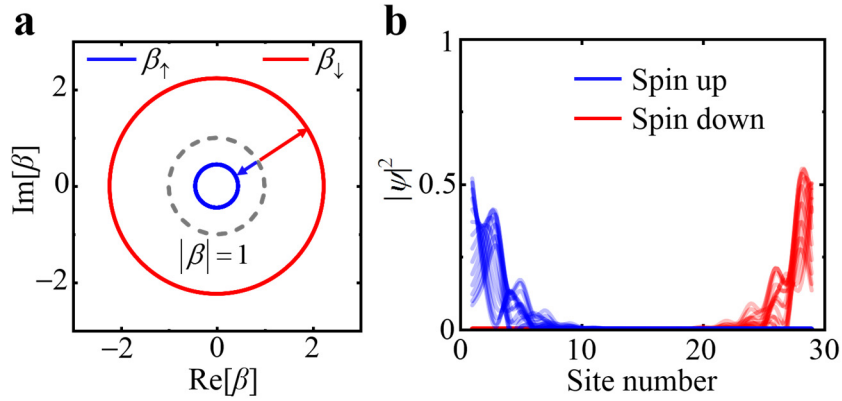 a
β↑
β↓
2
0
−2
Im[β]
|β| = 1
−2
0
2
Re[β]
b
1
0.5
0
|ψ|²
Spin up
Spin down
0
10
20
30
Site number